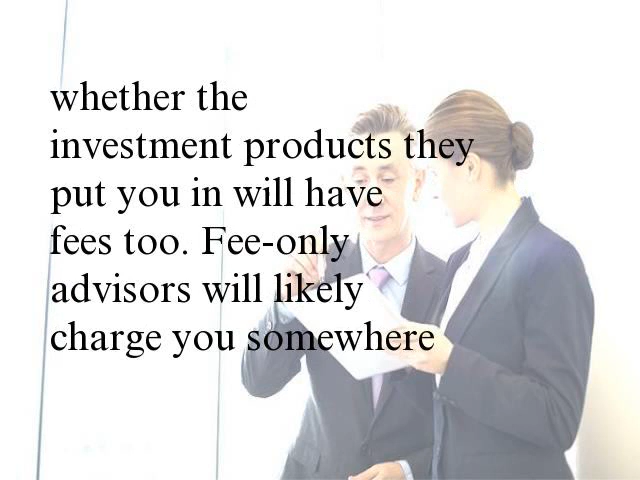 whether the
investment products they
put you in will have
fees too. Fee-only
advisors will likely
charge you somewhere